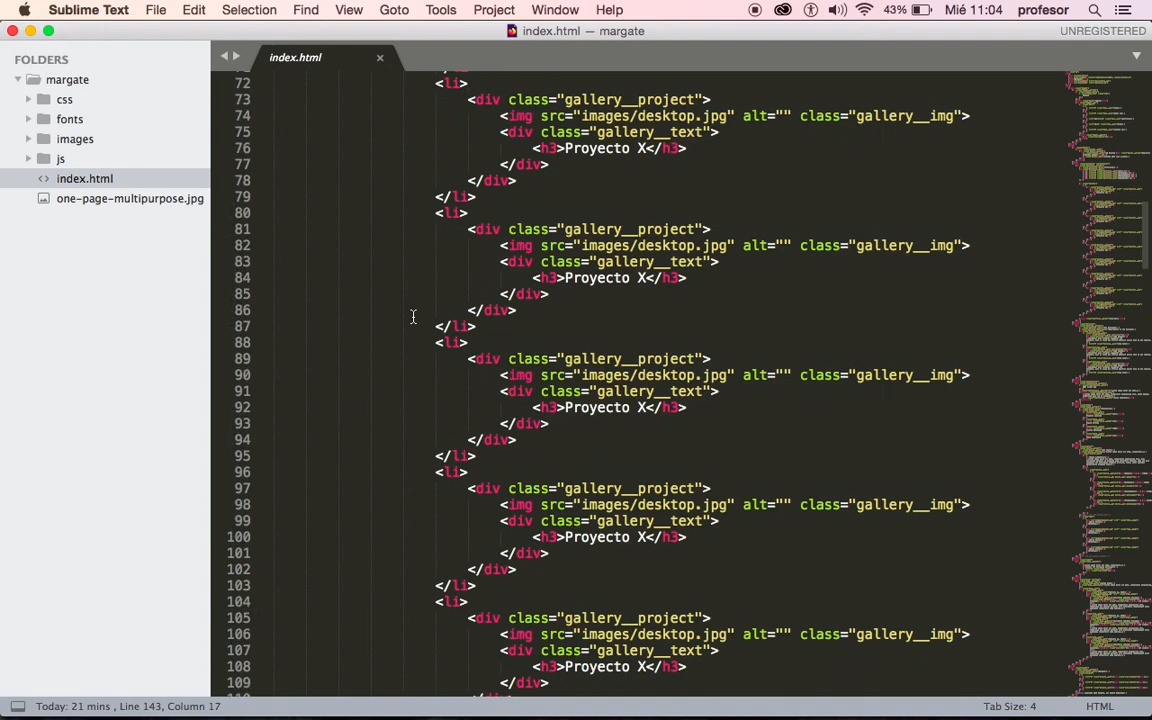 Sublime Text File Edit Selection Find View Goto Tools Project Window Help 43% Mié 11:04 profesor
index.html — margate UNREGISTERED
FOLDERS
margate
css
fonts
images
js
index.html
one-page-multipurpose.jpg
index.html ×
72 <li>
73 <div class="gallery__project">
74 <img src="images/desktop.jpg" alt="" class="gallery__img">
75 <div class="gallery__text">
76 <h3>Proyecto X</h3>
77 </div>
78 </div>
79 </li>
80 <li>
81 <div class="gallery__project">
82 <img src="images/desktop.jpg" alt="" class="gallery__img">
83 <div class="gallery__text">
84 <h3>Proyecto X</h3>
85 </div>
86 </div>
87 </li>
88 <li>
89 <div class="gallery__project">
90 <img src="images/desktop.jpg" alt="" class="gallery__img">
91 <div class="gallery__text">
92 <h3>Proyecto X</h3>
93 </div>
94 </div>
95 </li>
96 <li>
97 <div class="gallery__project">
98 <img src="images/desktop.jpg" alt="" class="gallery__img">
99 <div class="gallery__text">
100 <h3>Proyecto X</h3>
101 </div>
102 </div>
103 </li>
104 <li>
105 <div class="gallery__project">
106 <img src="images/desktop.jpg" alt="" class="gallery__img">
107 <div class="gallery__text">
108 <h3>Proyecto X</h3>
109 </div>
Today: 21 mins , Line 143, Column 17 Tab Size: 4 HTML